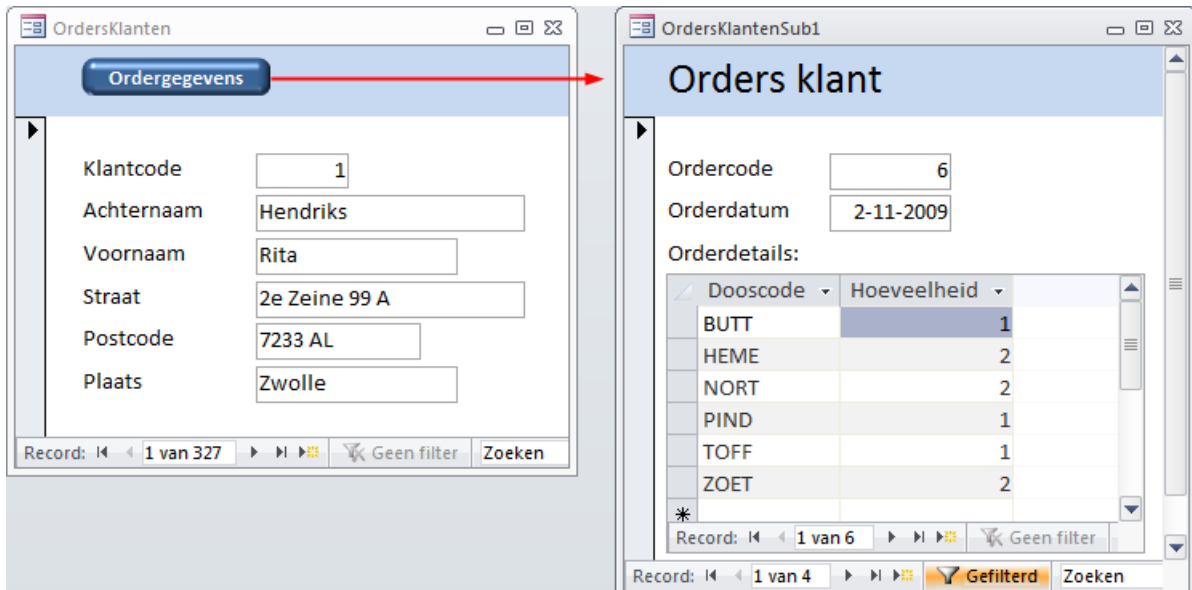 OrdersKlanten
Ordergegevens
Klantcode 1
Achternaam Hendriks
Voornaam Rita
Straat 2e Zeine 99 A
Postcode 7233 AL
Plaats Zwolle
Record: 1 van 327 Geen filter Zoeken
OrdersKlantenSub1
Orders klant
Ordercode 6
Orderdatum 2-11-2009
Orderdetails:
Dooscode Hoeveelheid
BUTT 1
HEME 2
NORT 2
PIND 1
TOFF 1
ZOET 2
Record: 1 van 6 Geen filter
Record: 1 van 4 Gefilterd Zoeken